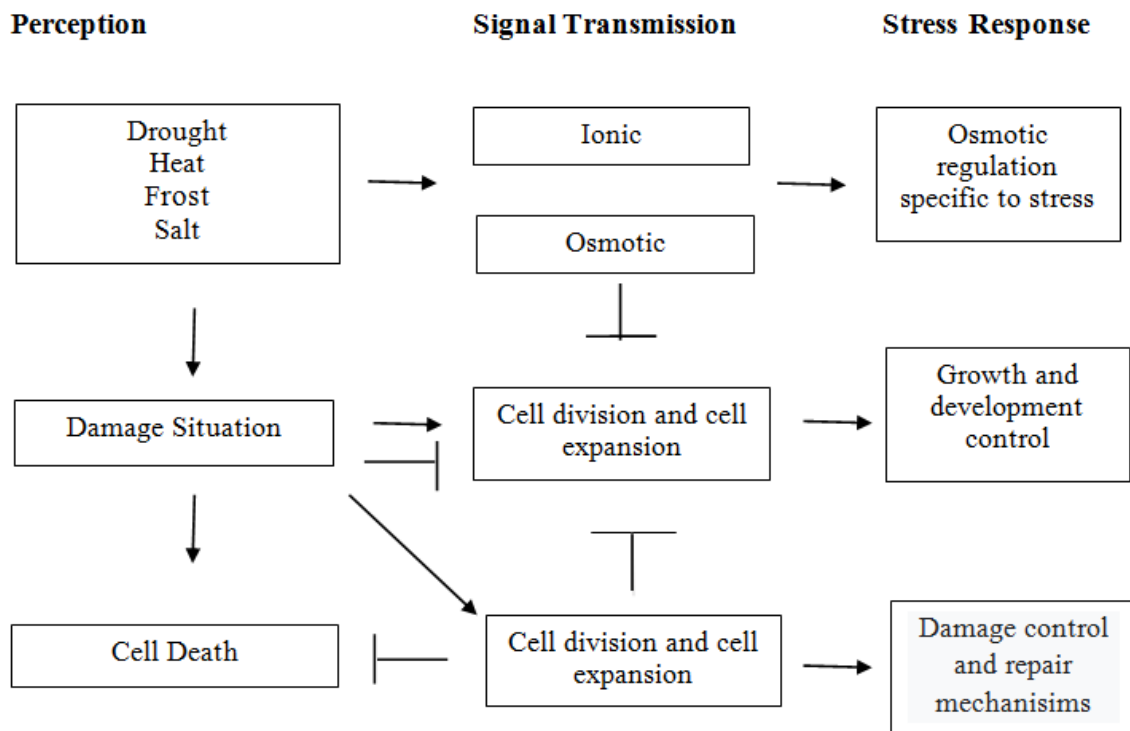 Perception
Signal Transmission
Stress Response
Drought
Heat
Frost
Salt
Ionic
Osmotic
Osmotic
regulation
specific to stress
Damage Situation
Cell division and cell
expansion
Growth and
development
control
Cell Death
Cell division and cell
expansion
Damage control
and repair
mechanisims